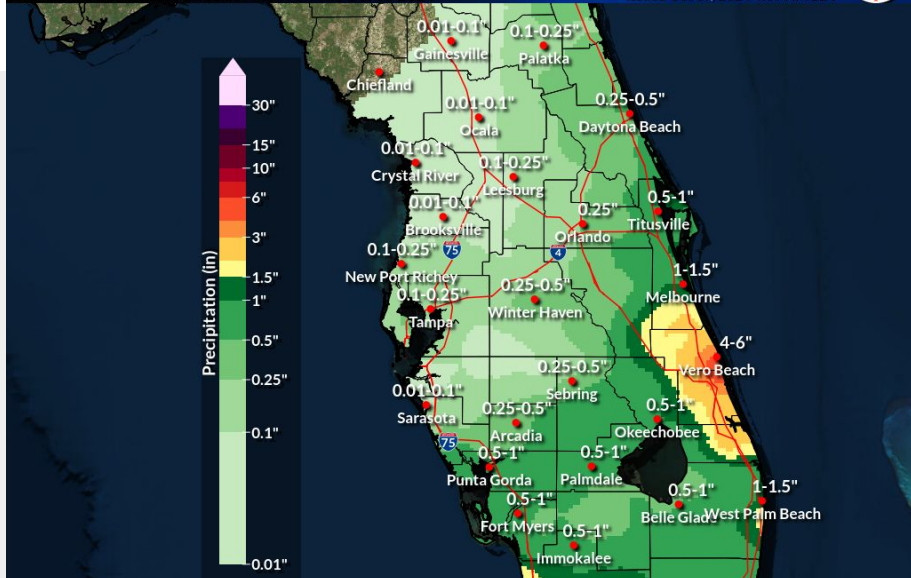 0.01-0.1"
Gainesville
0.1-0.25"
Palatka
Chiefland
0.01-0.1"
Ocala
0.25-0.5"
Daytona Beach
0.01-0.1"
Crystal River
0.1-0.25"
Leesburg
0.01-0.1"
Brooksville
0.25"
Orlando
0.5-1"
Titusville
75
4
0.1-0.25"
New Port Richey
0.25-0.5"
Winter Haven
1-1.5"
Melbourne
0.1-0.25"
Tampa
4-6"
Vero Beach
0.01-0.1"
Sarasota
0.25-0.5"
Sebring
0.25-0.5"
Arcadia
0.5-1"
Okeechobee
75
0.5-1"
Punta Gorda
0.5-1"
Palmdale
0.5-1"
Fort Myers
0.5-1"
Belle Glad
1-1.5"
West Palm Beach
0.5-1"
Immokalee
Precipitation (in)
30"
15"
10"
6"
3"
1.5"
1"
0.5"
0.25"
0.1"
0.01"